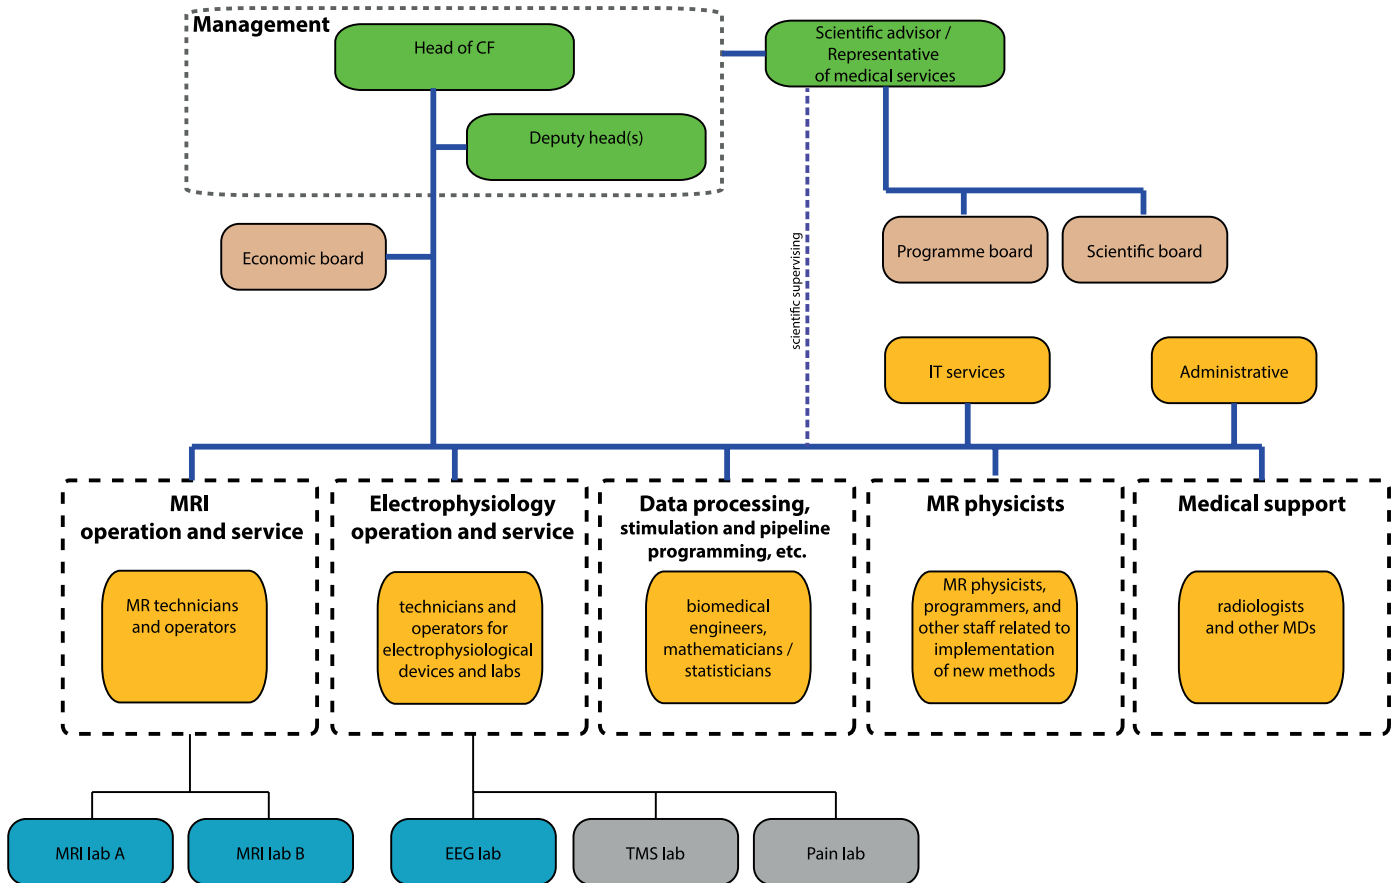 Management
Head of CF
Deputy head(s)
Scientific advisor /
Representative
of medical services
Economic board
scientific supervising
Programme board
Scientific board
IT services
Administrative
MRI
operation and service
MR technicians
and operators
Electrophysiology
operation and service
technicians and
operators for
electrophysiological
devices and labs
Data processing,
stimulation and pipeline
programming, etc.
biomedical
engineers,
mathematicians /
statisticians
MR physicists
MR physicists,
programmers, and
other staff related to
implementation
of new methods
Medical support
radiologists
and other MDs
MRI lab A
MRI lab B
EEG lab
TMS lab
Pain lab